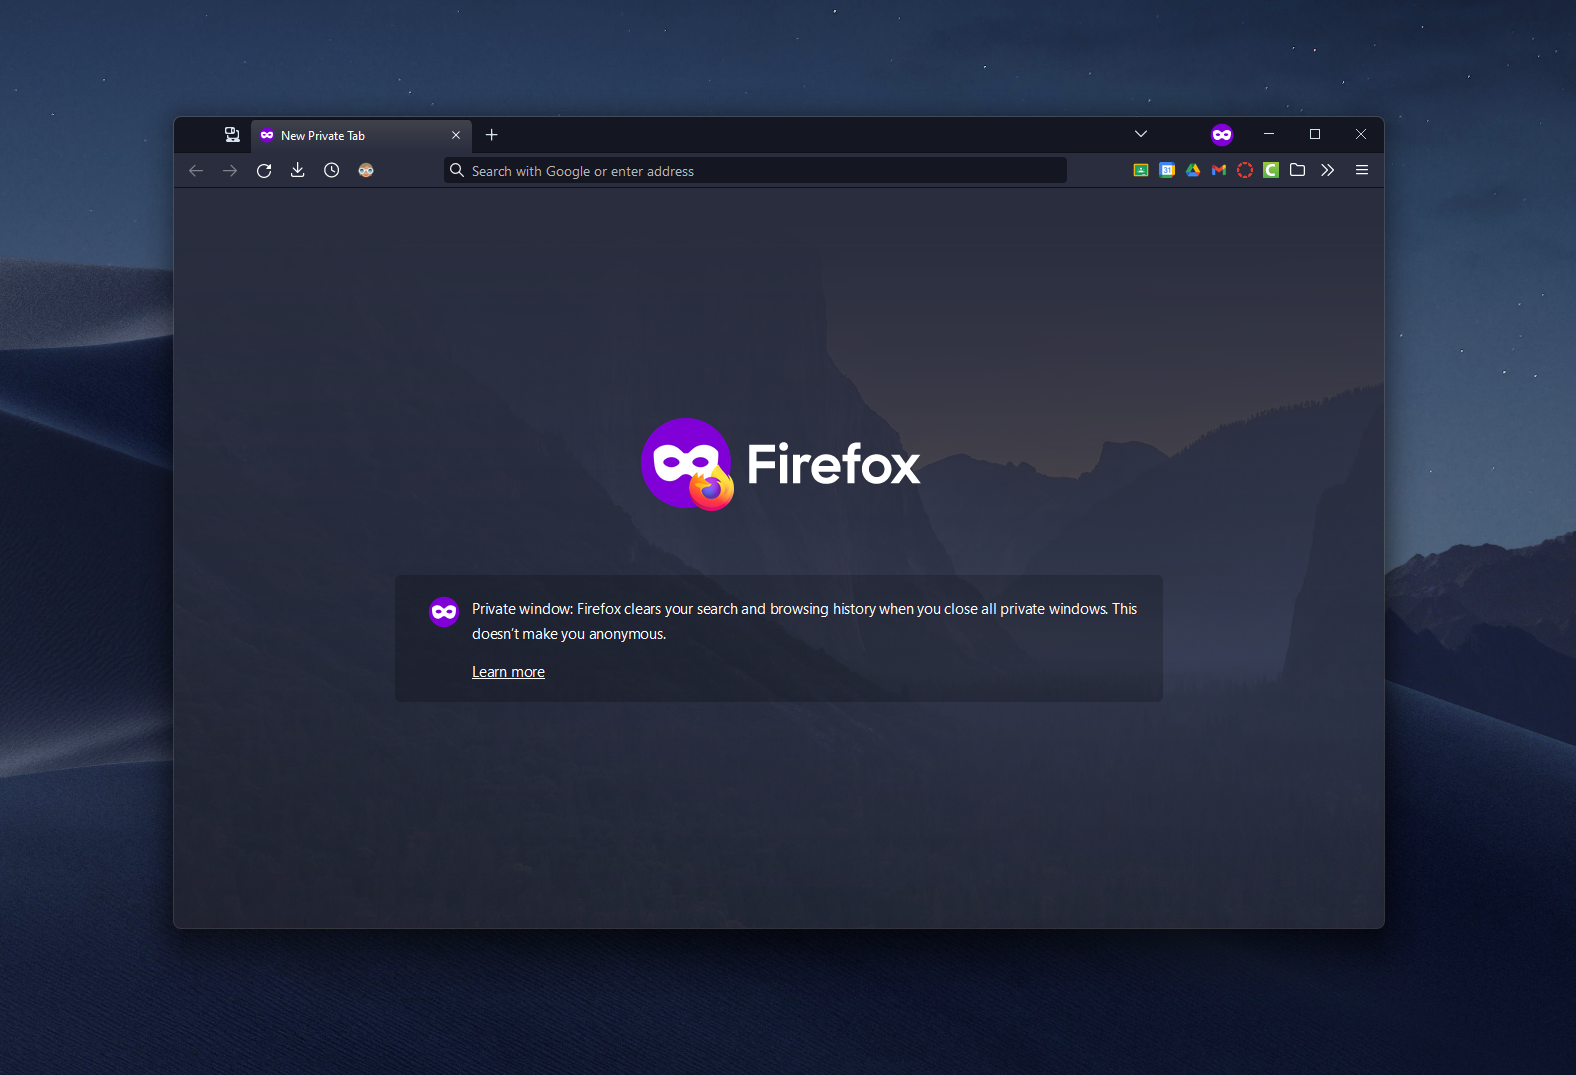 New Private Tab
Search with Google or enter address
31
Firefox
Private window: Firefox clears your search and browsing history when you close all private windows. This
doesn't make you anonymous.
Learn more